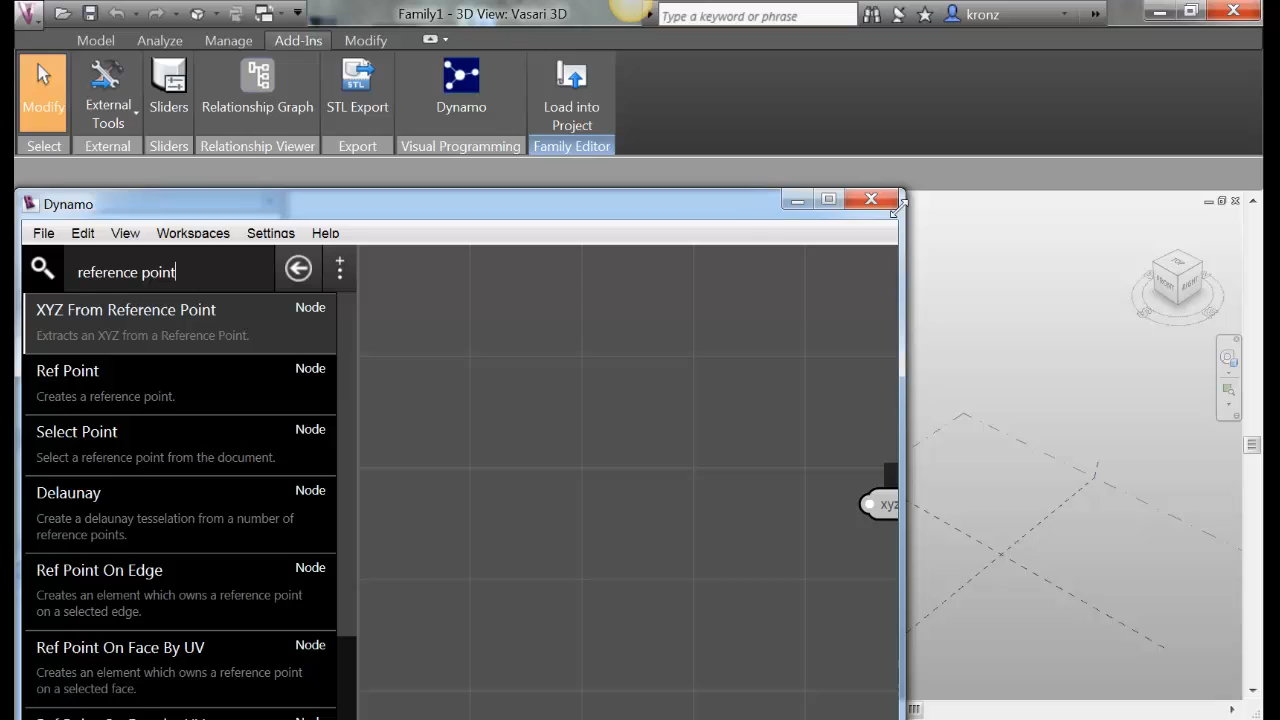 Family1 - 3D View: Vasari 3D
Type a keyword or phrase
kronz
Model
Analyze
Manage
Add-Ins
Modify
Modify
External
Tools
Sliders
Relationship Graph
STL
STL Export
Dynamo
Load into
Project
Select
External
Sliders
Relationship Viewer
Export
Visual Programming
Family Editor
Dynamo
File
Edit
View
Workspaces
Settings
Help
reference point
XYZ From Reference Point
Node
Extracts an XYZ from a Reference Point.
Ref Point
Node
Creates a reference point.
Select Point
Node
Select a reference point from the document.
Delaunay
Node
Create a delaunay tesselation from a number of
reference points.
Ref Point On Edge
Node
Creates an element which owns a reference point
on a selected edge.
Ref Point On Face By UV
Node
Creates an element which owns a reference point
on a selected face.
xyz
TOP
FRONT
RIGHT